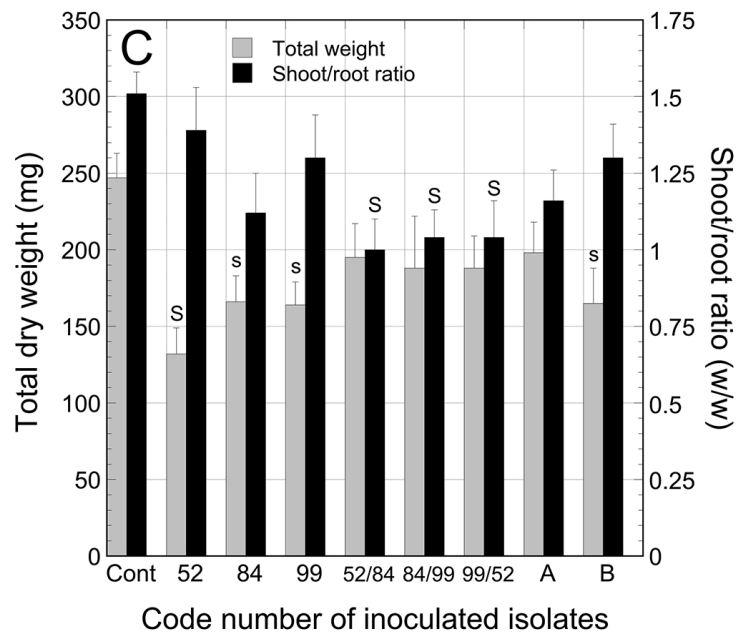 C
Total weight
Shoot/root ratio
350
300
250
200
150
100
50
0
Total dry weight (mg)
1.75
1.5
1.25
1
0.75
0.5
0.25
0
Shoot/root ratio (w/w)
S
s
s
S
S
S
s
Cont 52 84 99 52/84 84/99 99/52 A B
Code number of inoculated isolates